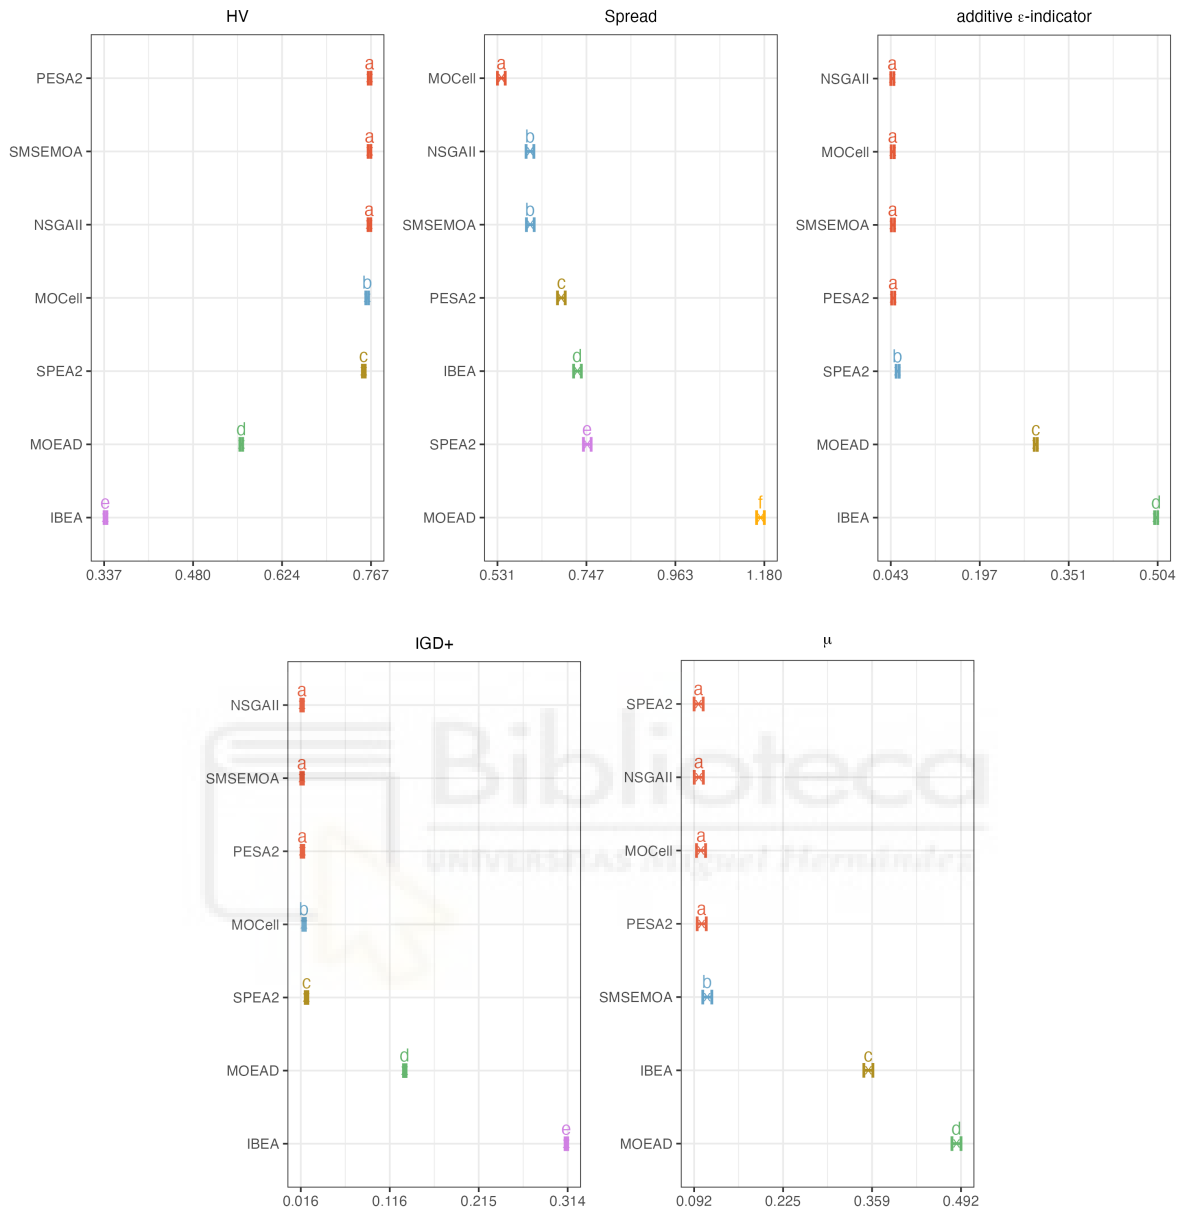 HV
PESA2 a
SMSEMOA a
NSGAII a
MOCell b
SPEA2 c
MOEAD d
IBEA e
0.337 0.480 0.624 0.767
Spread
MOCell a
NSGAII b
SMSEMOA b
PESA2 c
IBEA d
SPEA2 e
MOEAD f
0.531 0.747 0.963 1.180
additive ε-indicator
NSGAII a
MOCell a
SMSEMOA a
PESA2 a
SPEA2 b
MOEAD c
IBEA d
0.043 0.197 0.351 0.504
IGD+
NSGAII a
SMSEMOA a
PESA2 a
MOCell b
SPEA2 c
MOEAD d
IBEA e
0.016 0.116 0.215 0.314
μ
SPEA2 a
NSGAII a
MOCell a
PESA2 a
SMSEMOA b
IBEA c
MOEAD d
0.092 0.225 0.359 0.492
Biblioteca
UNIVERSITAS Miguel Hernández